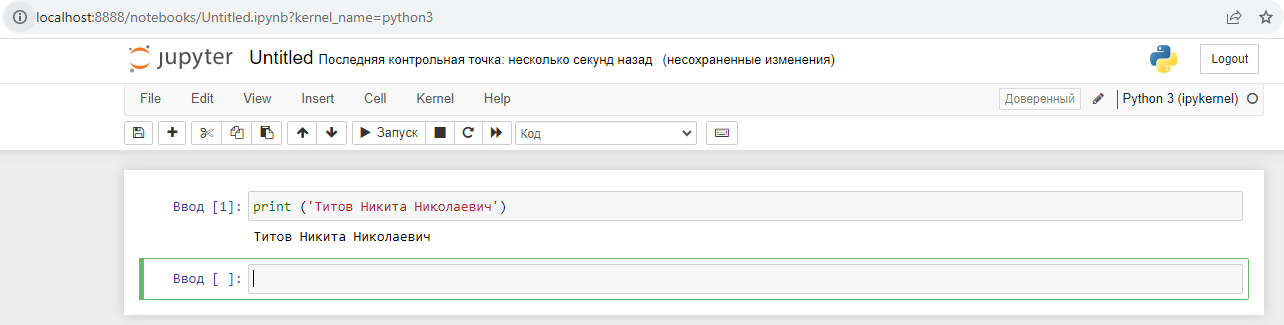 localhost:8888/notebooks/Untitled.ipynb?kernel_name=python3
jupyter Untitled Последняя контрольная точка: несколько секунд назад (несохраненные изменения) Logout
File Edit View Insert Cell Kernel Help Доверенный Python 3 (ipykernel)
Запуск Код
Ввод [1]: print ('Титов Никита Николаевич')
Титов Никита Николаевич
Ввод [ ]: